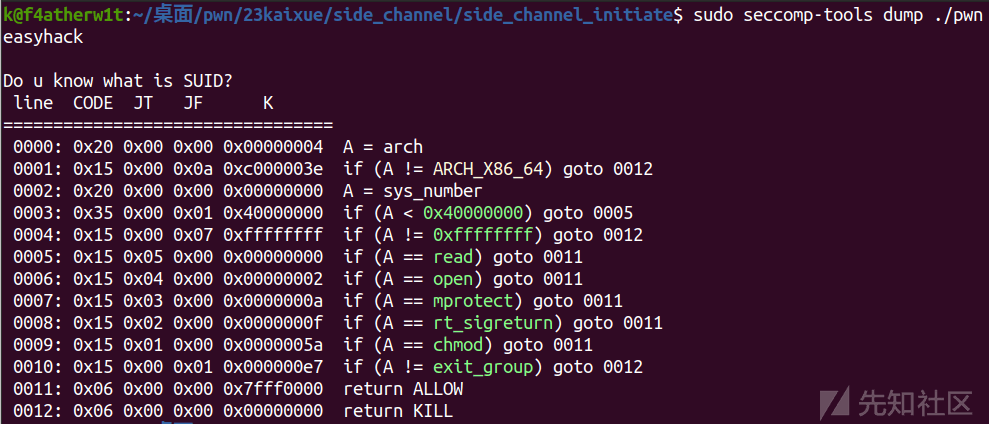 k@f4atherw1t:~/桌面/pwn/23kaixue/side_channel/side_channel_initiate$ sudo seccomp-tools dump ./pwn
easyhack

Do u know what is SUID?
 line  CODE  JT   JF      K
=================================
 0000: 0x20 0x00 0x00 0x00000004  A = arch
 0001: 0x15 0x00 0x0a 0xc000003e  if (A != ARCH_X86_64) goto 0012
 0002: 0x20 0x00 0x00 0x00000000  A = sys_number
 0003: 0x35 0x00 0x01 0x40000000  if (A < 0x40000000) goto 0005
 0004: 0x15 0x00 0x07 0xffffffff  if (A != 0xffffffff) goto 0012
 0005: 0x15 0x05 0x00 0x00000000  if (A == read) goto 0011
 0006: 0x15 0x04 0x00 0x00000002  if (A == open) goto 0011
 0007: 0x15 0x03 0x00 0x0000000a  if (A == mprotect) goto 0011
 0008: 0x15 0x02 0x00 0x0000000f  if (A == rt_sigreturn) goto 0011
 0009: 0x15 0x01 0x00 0x0000005a  if (A == chmod) goto 0011
 0010: 0x15 0x00 0x01 0x000000e7  if (A != exit_group) goto 0012
 0011: 0x06 0x00 0x00 0x7fff0000  return ALLOW
 0012: 0x06 0x00 0x00 0x00000000  return KILL
先知社区